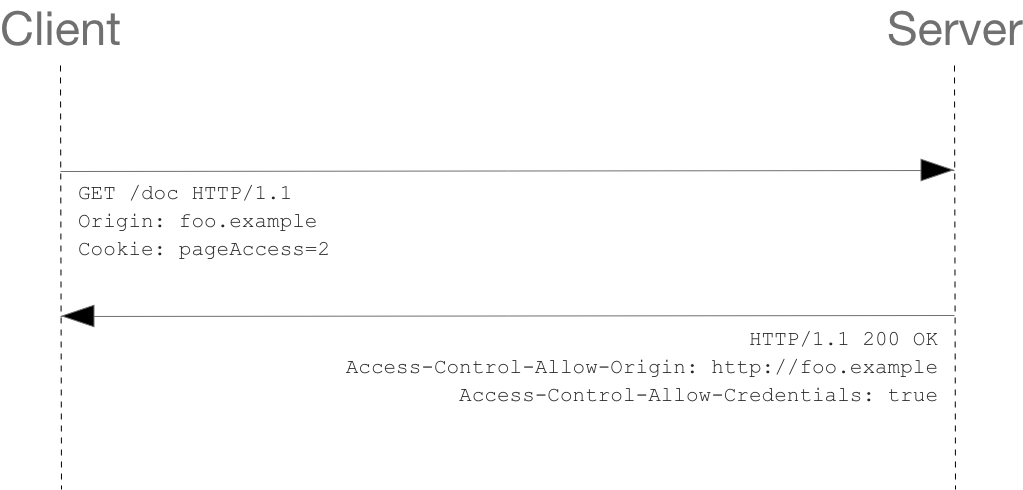 Client
Server
GET /doc HTTP/1.1
Origin: foo.example
Cookie: pageAccess=2
HTTP/1.1 200 OK
Access-Control-Allow-Origin: http://foo.example
Access-Control-Allow-Credentials: true